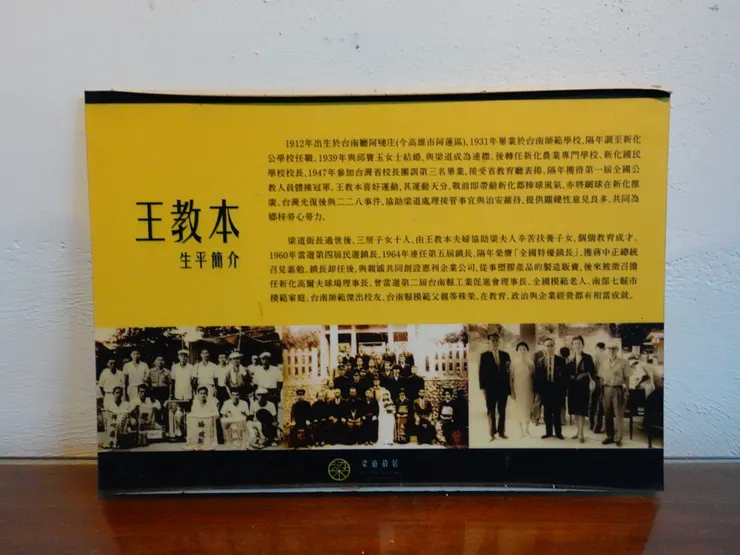 王教本
生平簡介
1912年出生於台南廳阿嗹庄(今高雄市阿蓮區),1931年畢業於台南師範學校,隔年調至新化
公學校任職,1939年與邱寶玉女士結婚,與梁道成為連襟。後轉任新化農業專門學校、新化國民
學校校長,1947年參加台灣省校長團訓第三名畢業,接受省教育廳表揚,隔年獲得第一屆全國公
教人員體操冠軍。王教本喜好運動,其運動天分,戰前即帶動新化郡棒球風氣,亦將網球在新化推
廣。台灣光復後與二二八事件,協助梁道處理接管事宜與治安維持,提供關鍵性意見良多,共同為
鄉梓勞心勞力。
梁道街長過世後,三房子女十人,由王教本夫婦協助梁夫人辛苦扶養子女,個個教育成才。
1960年當選第四屆民選鎮長,1964年連任第五屆鎮長,隔年榮膺「全國特優鎮長」,獲蔣中正總統
召見嘉勉。鎮長卸任後,與親戚共同創設惠利企業公司,從事塑膠產品的製造販賣,後來被徵召擔
任新化高爾夫球場理事長,曾當選第二屆台南縣工業促進會理事長、全國模範老人、南部七縣市
模範家庭、台南師範傑出校友、台南縣模範父親等殊榮,在教育、政治與企業經營都有相當成就。
梁道故居